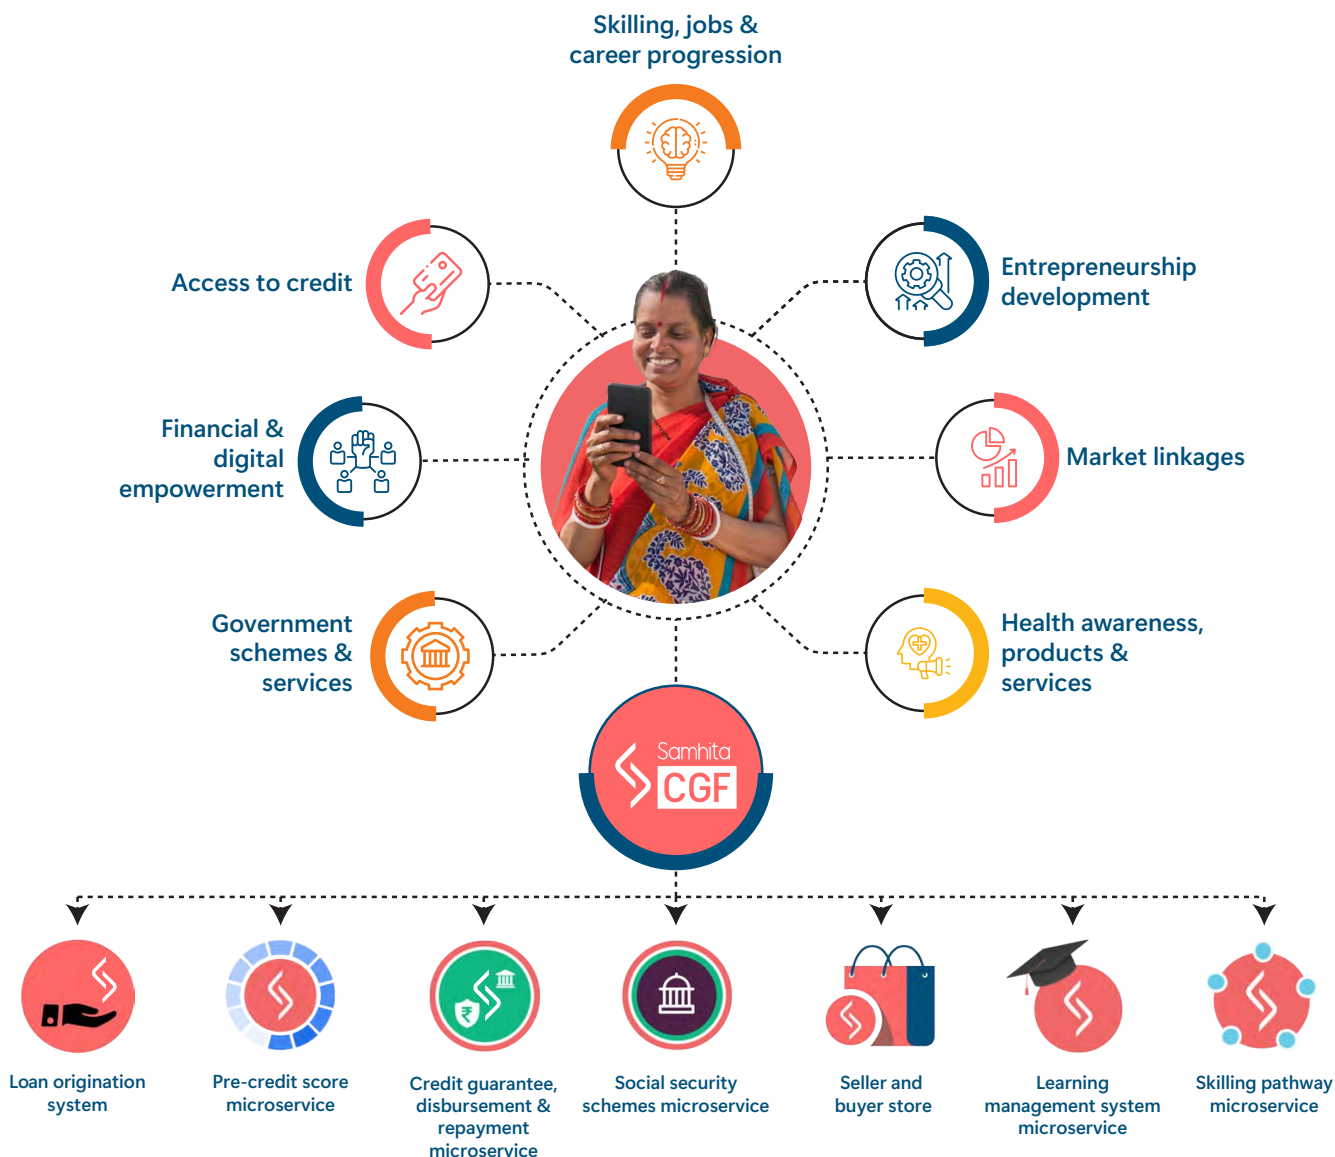 Skilling, jobs &
career progression
Access to credit
Entrepreneurship
development
Financial &
digital
empowerment
Market linkages
Government
schemes &
services
Health awareness,
products &
services
Samhita
CGF
₹
Loan origination
system
Pre-credit score
microservice
Credit guarantee,
disbursement &
repayment
microservice
Social security
schemes microservice
Seller and
buyer store
Learning
management system
microservice
Skilling pathway
microservice